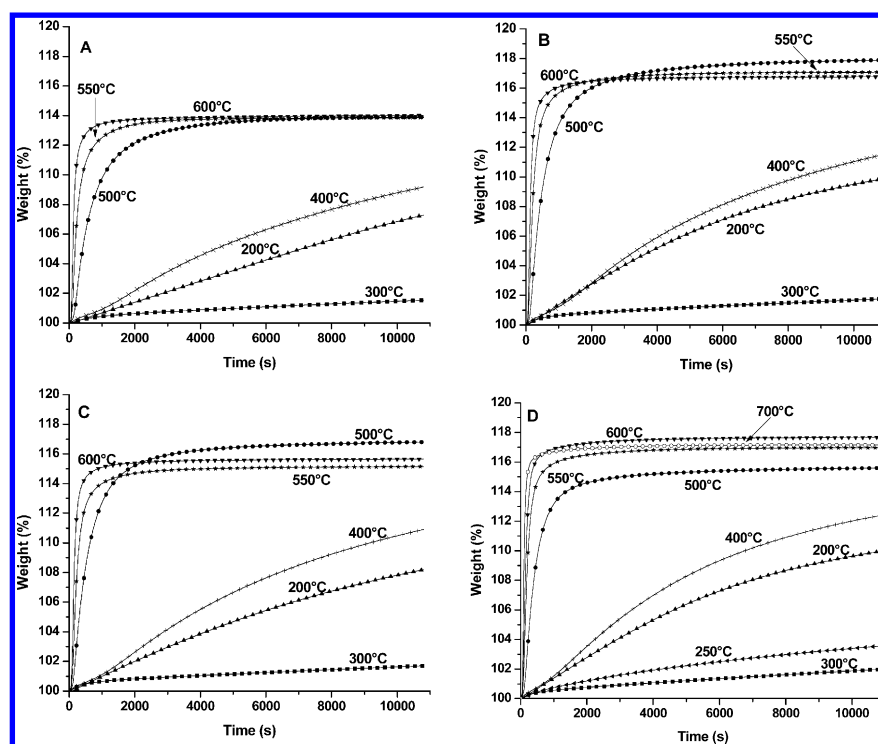 A
120
118
116
114
112
110
108
106
104
102
100
Weight (%)
550°C
600°C
500°C
400°C
200°C
300°C
0 2000 4000 6000 8000 10000
Time (s)
B
120
118
116
114
112
110
108
106
104
102
100
Weight (%)
550°C
600°C
500°C
400°C
200°C
300°C
0 2000 4000 6000 8000 10000
Time (s)
C
120
118
116
114
112
110
108
106
104
102
100
Weight (%)
500°C
600°C
550°C
400°C
200°C
300°C
0 2000 4000 6000 8000 10000
Time (s)
D
120
118
116
114
112
110
108
106
104
102
100
Weight (%)
700°C
600°C
550°C
500°C
400°C
200°C
250°C
300°C
0 2000 4000 6000 8000 10000
Time (s)